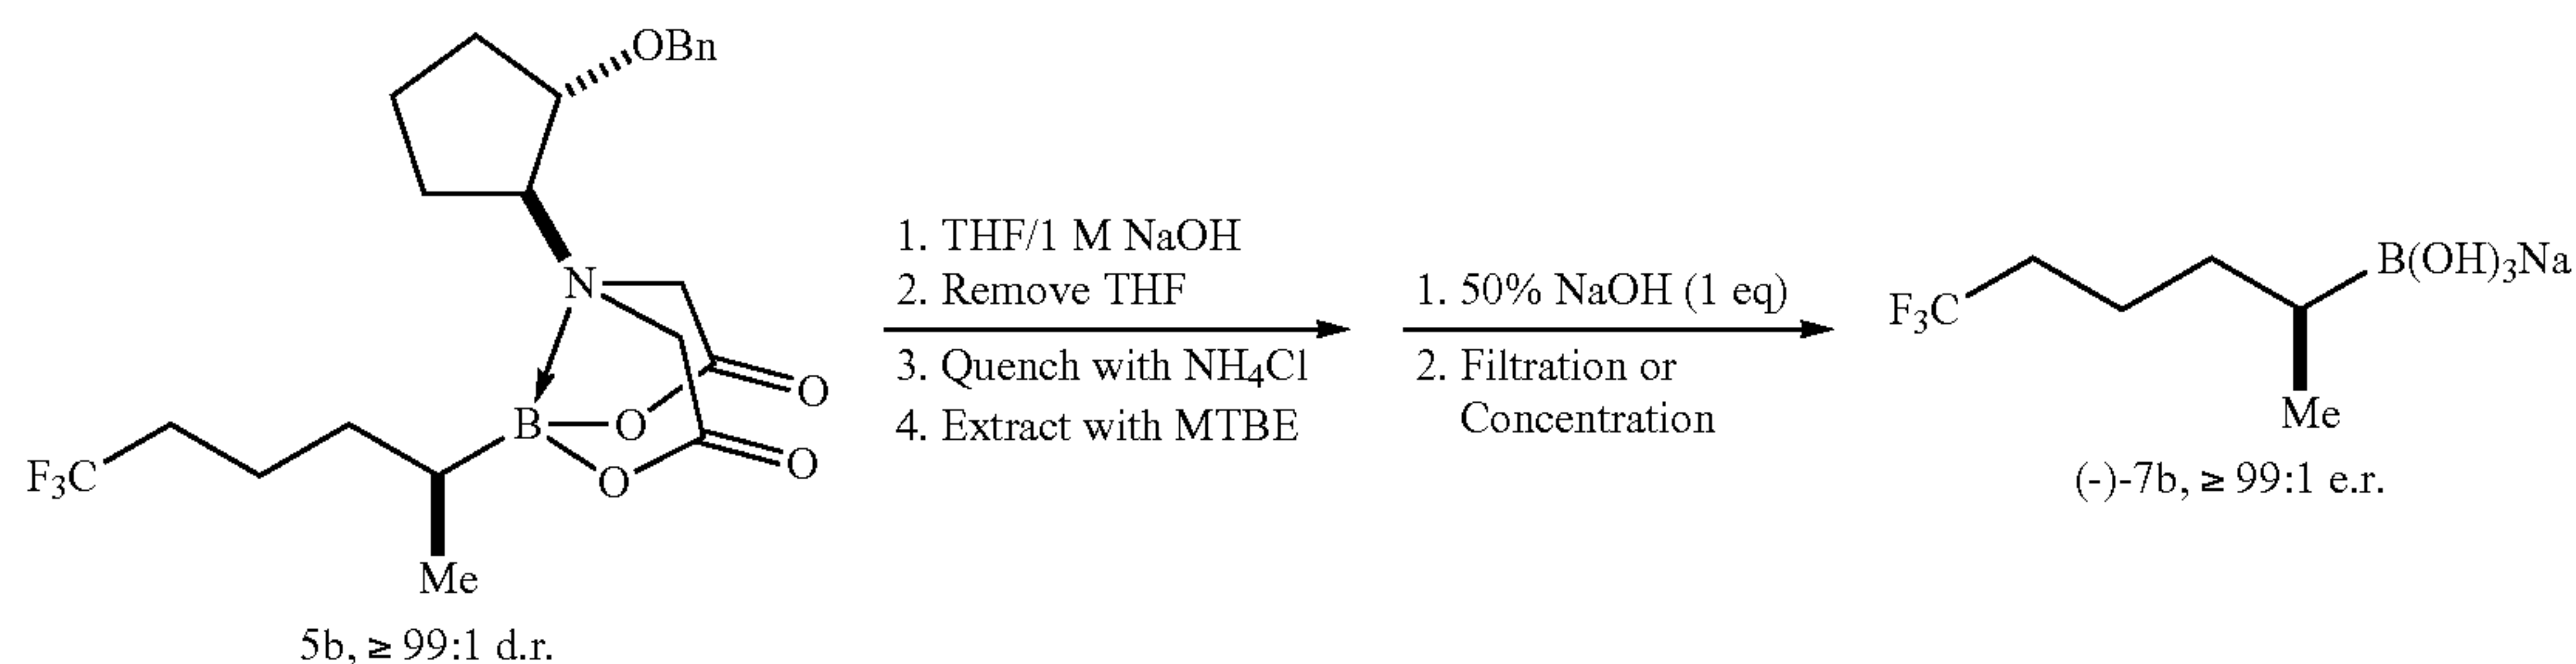 OBn
N
B
O
O
O
O
F₃C
Me
5b, ≥ 99:1 d.r.
1. THF/1 M NaOH
2. Remove THF
3. Quench with NH₄Cl
4. Extract with MTBE
1. 50% NaOH (1 eq)
2. Filtration or
Concentration
B(OH)₃Na
F₃C
Me
(-)-7b, ≥ 99:1 e.r.